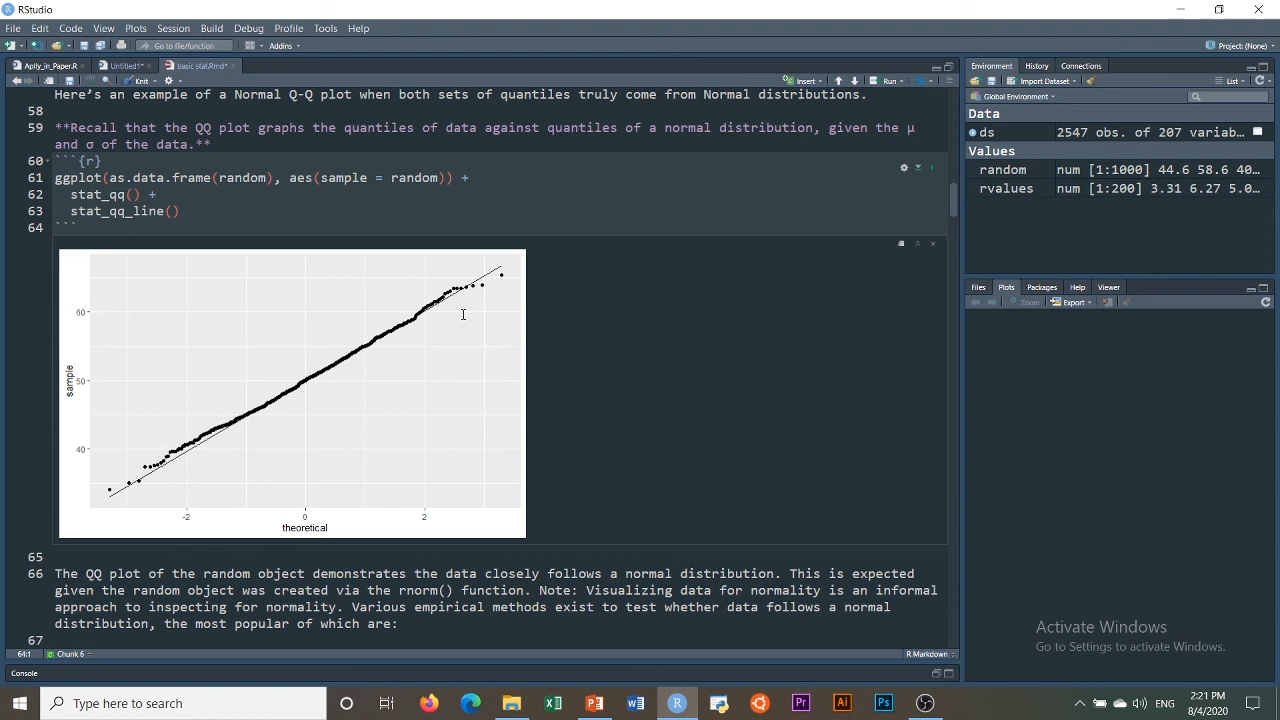 RStudio
File Edit Code View Plots Session Build Debug Profile Tools Help
Go to file/function Addins Project: (None)
Aplly_in_Paper.R Untitled1* basic stat.Rmd*
Knit Insert Run
Here's an example of a Normal Q-Q plot when both sets of quantiles truly come from Normal distributions.
58
59 **Recall that the QQ plot graphs the quantiles of data against quantiles of a normal distribution, given the μ
and σ of the data.**
60 ```{r}
61 ggplot(as.data.frame(random), aes(sample = random)) +
62 stat_qq() +
63 stat_qq_line()
64 ```
60
50
40
sample
-2 0 2
theoretical
65
66 The QQ plot of the random object demonstrates the data closely follows a normal distribution. This is expected
given the random object was created via the rnorm() function. Note: Visualizing data for normality is an informal
approach to inspecting for normality. Various empirical methods exist to test whether data follows a normal
distribution, the most popular of which are:
67
64:1 Chunk 6 R Markdown
Console
Environment History Connections
Import Dataset List
Global Environment
Data
ds 2547 obs. of 207 variab…
Values
random num [1:1000] 44.6 58.6 40…
rvalues num [1:200] 3.31 6.27 5.0…
Files Plots Packages Help Viewer
Zoom Export
Activate Windows
Go to Settings to activate Windows.
Type here to search
W R Pr Ai Ps
ENG
2:21 PM
8/4/2020